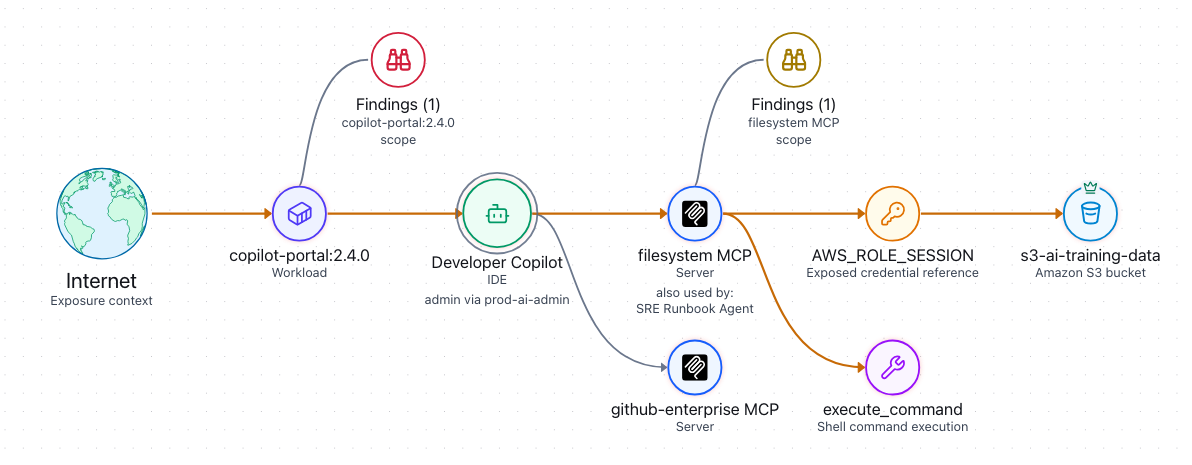 Findings (1)
copilot-portal:2.4.0
scope
Findings (1)
filesystem MCP
scope
Internet
Exposure context
copilot-portal:2.4.0
Workload
Developer Copilot
IDE
admin via prod-ai-admin
filesystem MCP
Server
also used by:
SRE Runbook Agent
AWS_ROLE_SESSION
Exposed credential reference
s3-ai-training-data
Amazon S3 bucket
github-enterprise MCP
Server
execute_command
Shell command execution